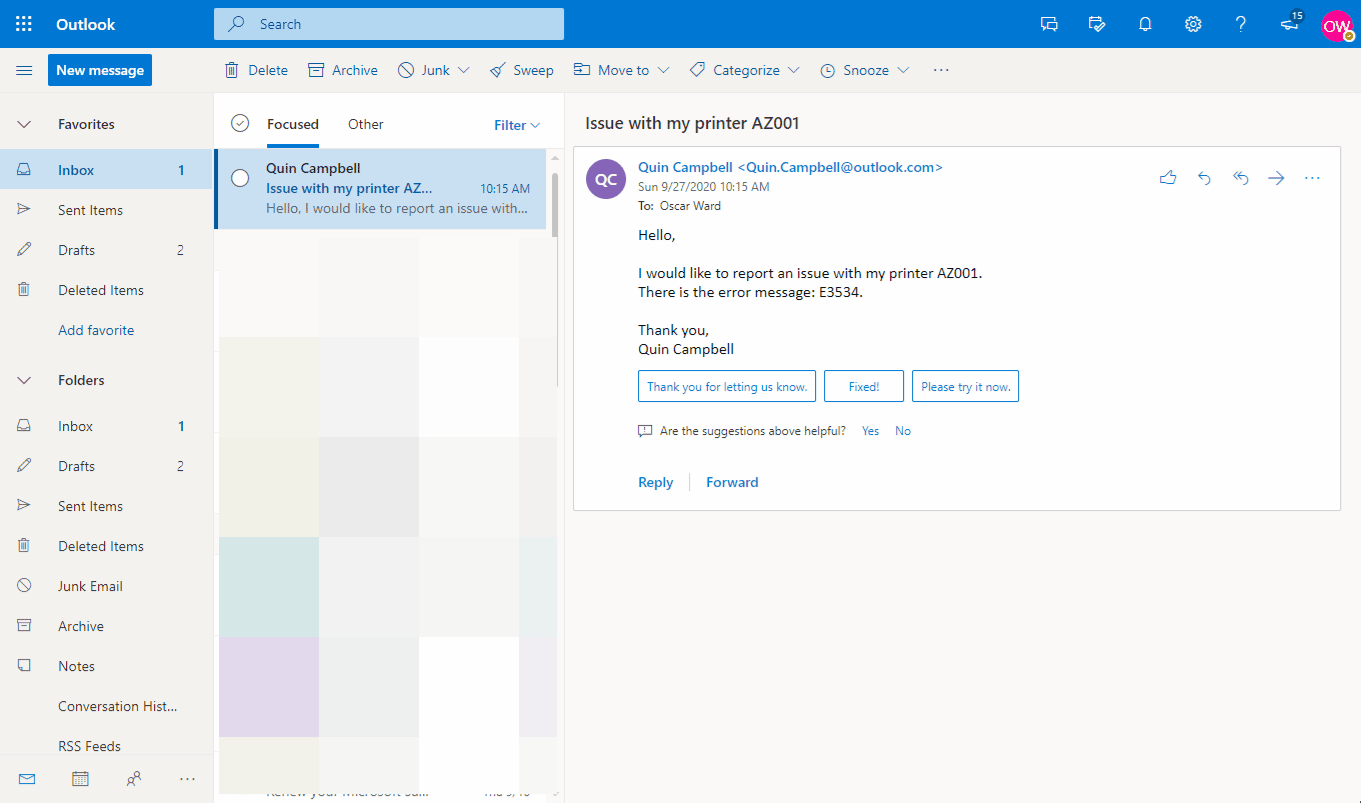 Outlook
Search
15
OW
New message
Delete
Archive
Junk
Sweep
Move to
Categorize
Snooze
Favorites
Inbox 1
Sent Items
Drafts 2
Deleted Items
Add favorite
Folders
Inbox 1
Drafts 2
Sent Items
Deleted Items
Junk Email
Archive
Notes
Conversation Hist...
RSS Feeds
Focused
Other
Filter
Quin Campbell
Issue with my printer AZ... 10:15 AM
Hello, I would like to report an issue with...
Issue with my printer AZ001
QC
Quin Campbell <Quin.Campbell@outlook.com>
Sun 9/27/2020 10:15 AM
To: Oscar Ward
Hello,
I would like to report an issue with my printer AZ001.
There is the error message: E3534.
Thank you,
Quin Campbell
Thank you for letting us know.
Fixed!
Please try it now.
Are the suggestions above helpful? Yes No
Reply
Forward